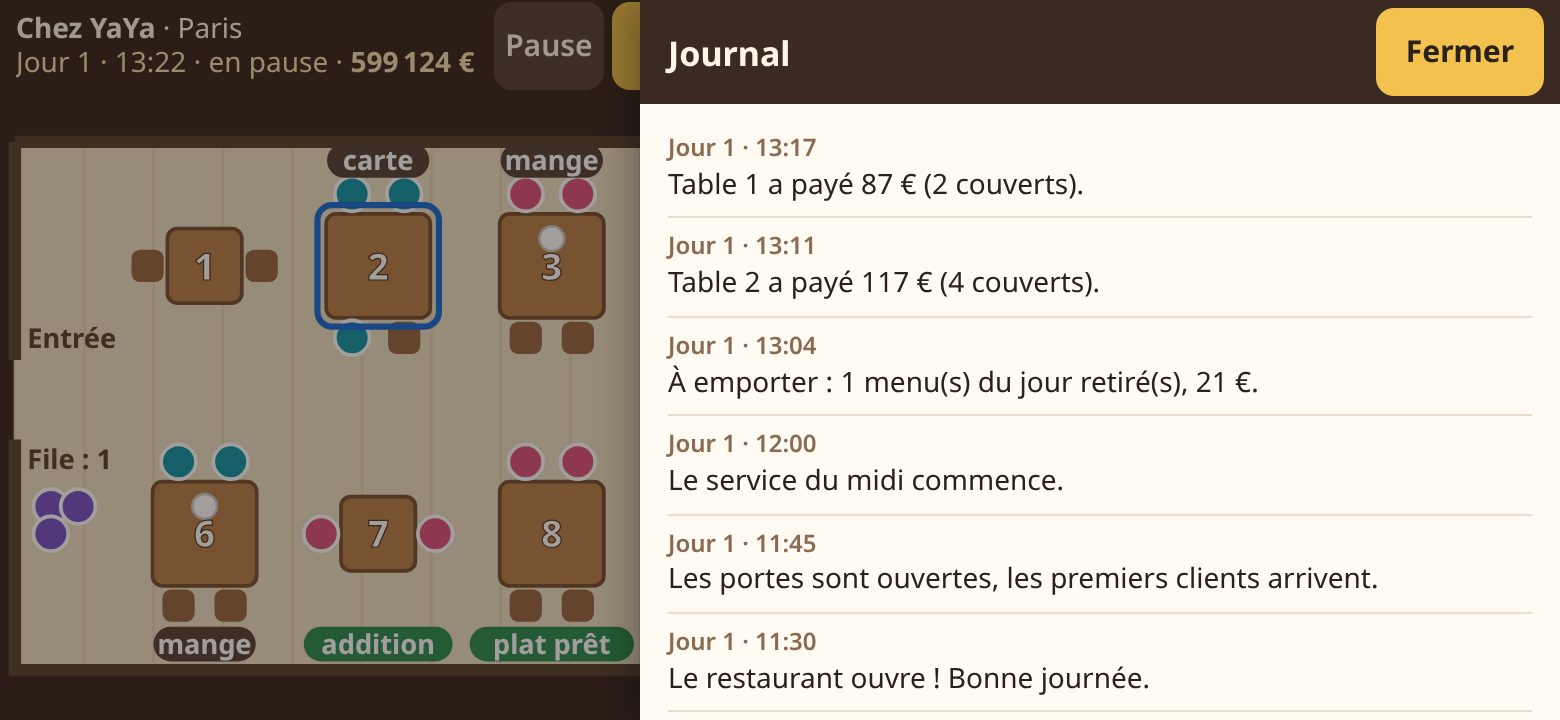 Chez YaYa · Paris
Jour 1 · 13:22 · en pause · 599 124 €
Pause
carte
mange
1
2
3
Entrée
File : 1
6
7
8
mange
addition
plat prêt
Journal
Fermer
Jour 1 · 13:17
Table 1 a payé 87 € (2 couverts).
Jour 1 · 13:11
Table 2 a payé 117 € (4 couverts).
Jour 1 · 13:04
À emporter : 1 menu(s) du jour retiré(s), 21 €.
Jour 1 · 12:00
Le service du midi commence.
Jour 1 · 11:45
Les portes sont ouvertes, les premiers clients arrivent.
Jour 1 · 11:30
Le restaurant ouvre ! Bonne journée.